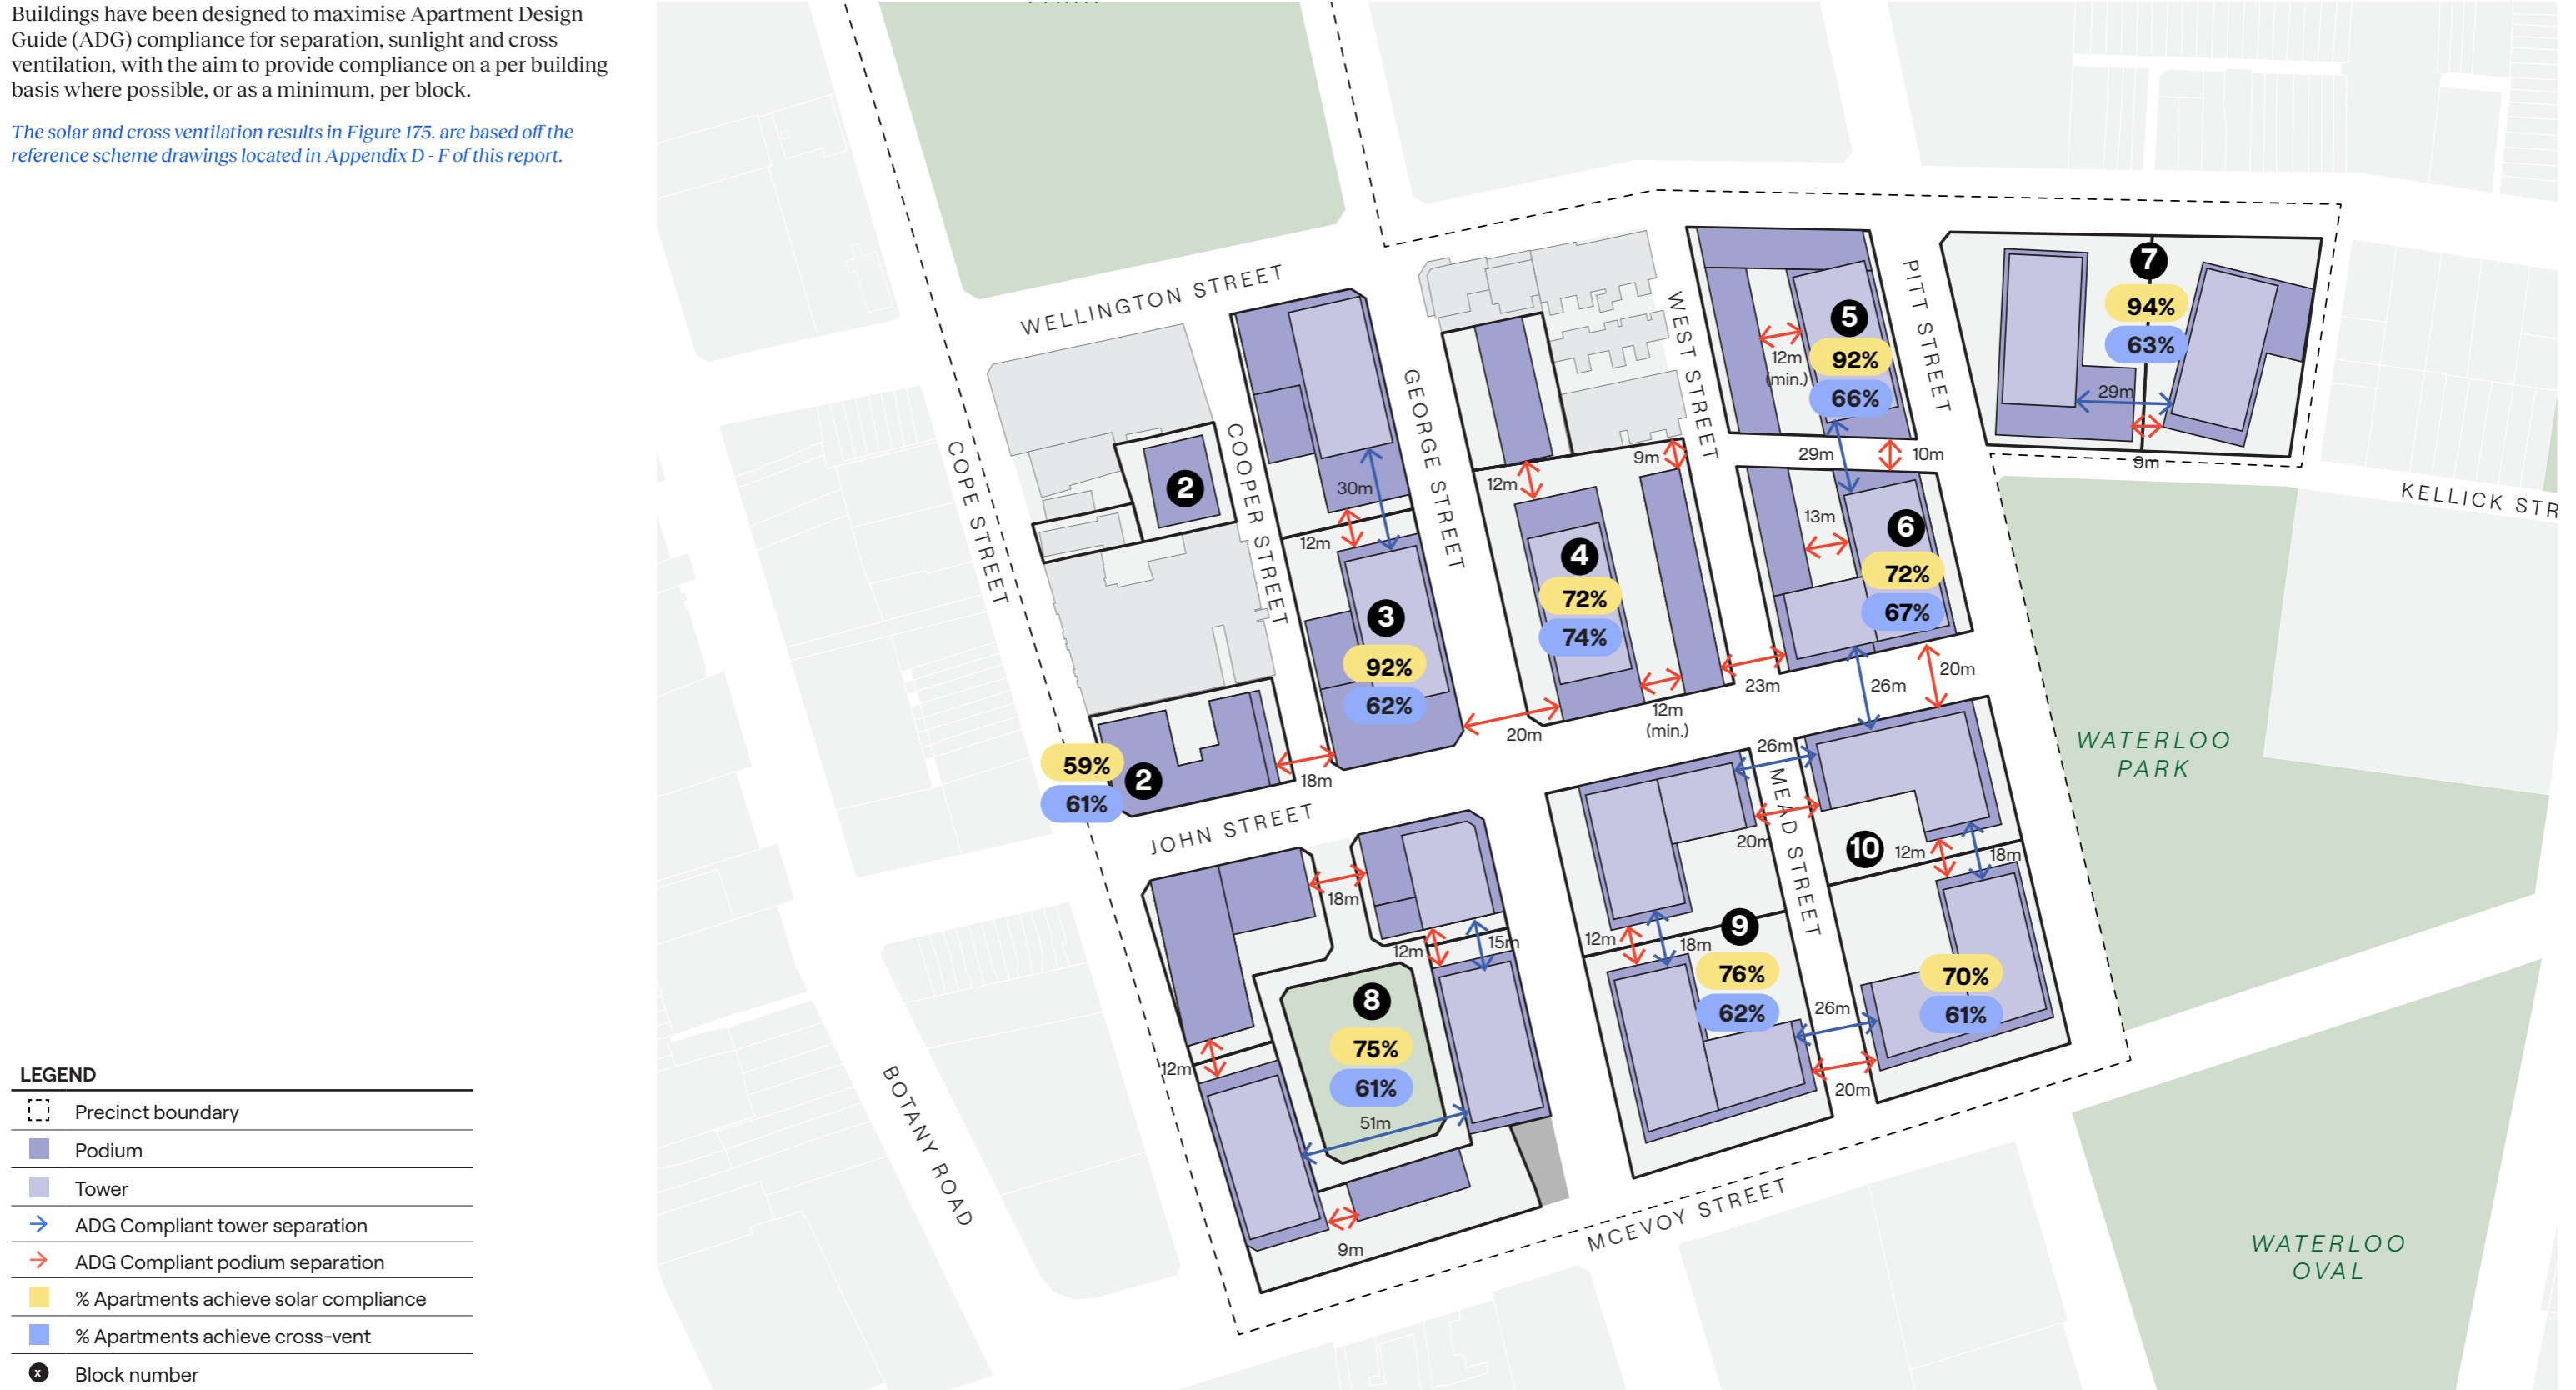 PARK
Buildings have been designed to maximise Apartment Design
Guide (ADG) compliance for separation, sunlight and cross
ventilation, with the aim to provide compliance on a per building
basis where possible, or as a minimum, per block.
The solar and cross ventilation results in Figure 175. are based off the
reference scheme drawings located in Appendix D - F of this report.
WELLINGTON STREET
COPE STREET
COOPER STREET
GEORGE STREET
WEST STREET
PITT STREET
KELLICK STR
7
94%
63%
29m
9m
5
92%
66%
12m
(min.)
29m
10m
2
30m
12m
3
92%
62%
12m
9m
4
72%
74%
12m
(min.)
13m
6
72%
67%
23m
26m
20m
20m
18m
59%
61%
2
JOHN STREET
WATERLOO
PARK
26m
20m
MEAD STREET
10
12m
18m
70%
61%
18m
12m
15m
8
75%
61%
51m
12m
9m
12m
18m
9
76%
62%
26m
20m
BOTANY ROAD
MCEVOY STREET
WATERLOO
OVAL
LEGEND
Precinct boundary
Podium
Tower
ADG Compliant tower separation
ADG Compliant podium separation
% Apartments achieve solar compliance
% Apartments achieve cross-vent
x Block number